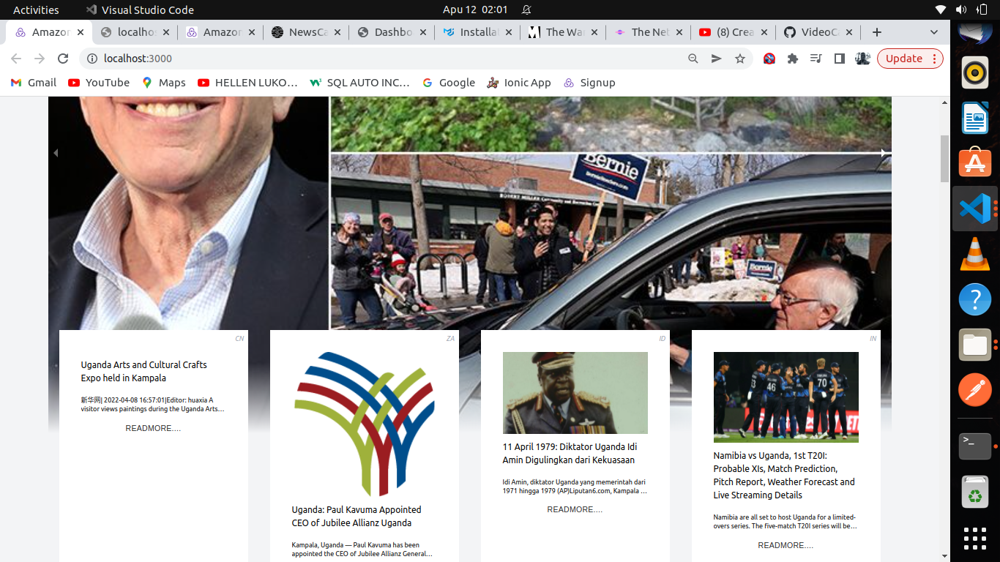 Activities
Visual Studio Code
Apu 12 02:01
Amazor
localhos
Amazor
NewsCa
Dashbo
Installa
The Wa
The Net
(8) Crea
VideoC
localhost:3000
Update
Gmail
YouTube
Maps
HELLEN LUKO…
SQL AUTO INC…
Google
Ionic App
Signup
Bernie
Bernie
CN
Uganda Arts and Cultural Crafts
Expo held in Kampala
新华网| 2022-04-08 16:57:01|Editor: huaxia A
visitor views paintings during the Uganda Arts…
READMORE....
ZA
Uganda: Paul Kavuma Appointed
CEO of Jubilee Allianz Uganda
Kampala, Uganda — Paul Kavuma has been
appointed the CEO of Jubilee Allianz General…
ID
11 April 1979: Diktator Uganda Idi
Amin Digulingkan dari Kekuasaan
Idi Amin, diktator Uganda yang memerintah dari
1971 hingga 1979 (AP)Liputan6.com, Kampala …
READMORE....
IN
46
70
Namibia vs Uganda, 1st T20I:
Probable XIs, Match Prediction,
Pitch Report, Weather Forecast and
Live Streaming Details
Namibia are all set to host Uganda for a limited-
overs series. The five-match T20I series will be…
READMORE....